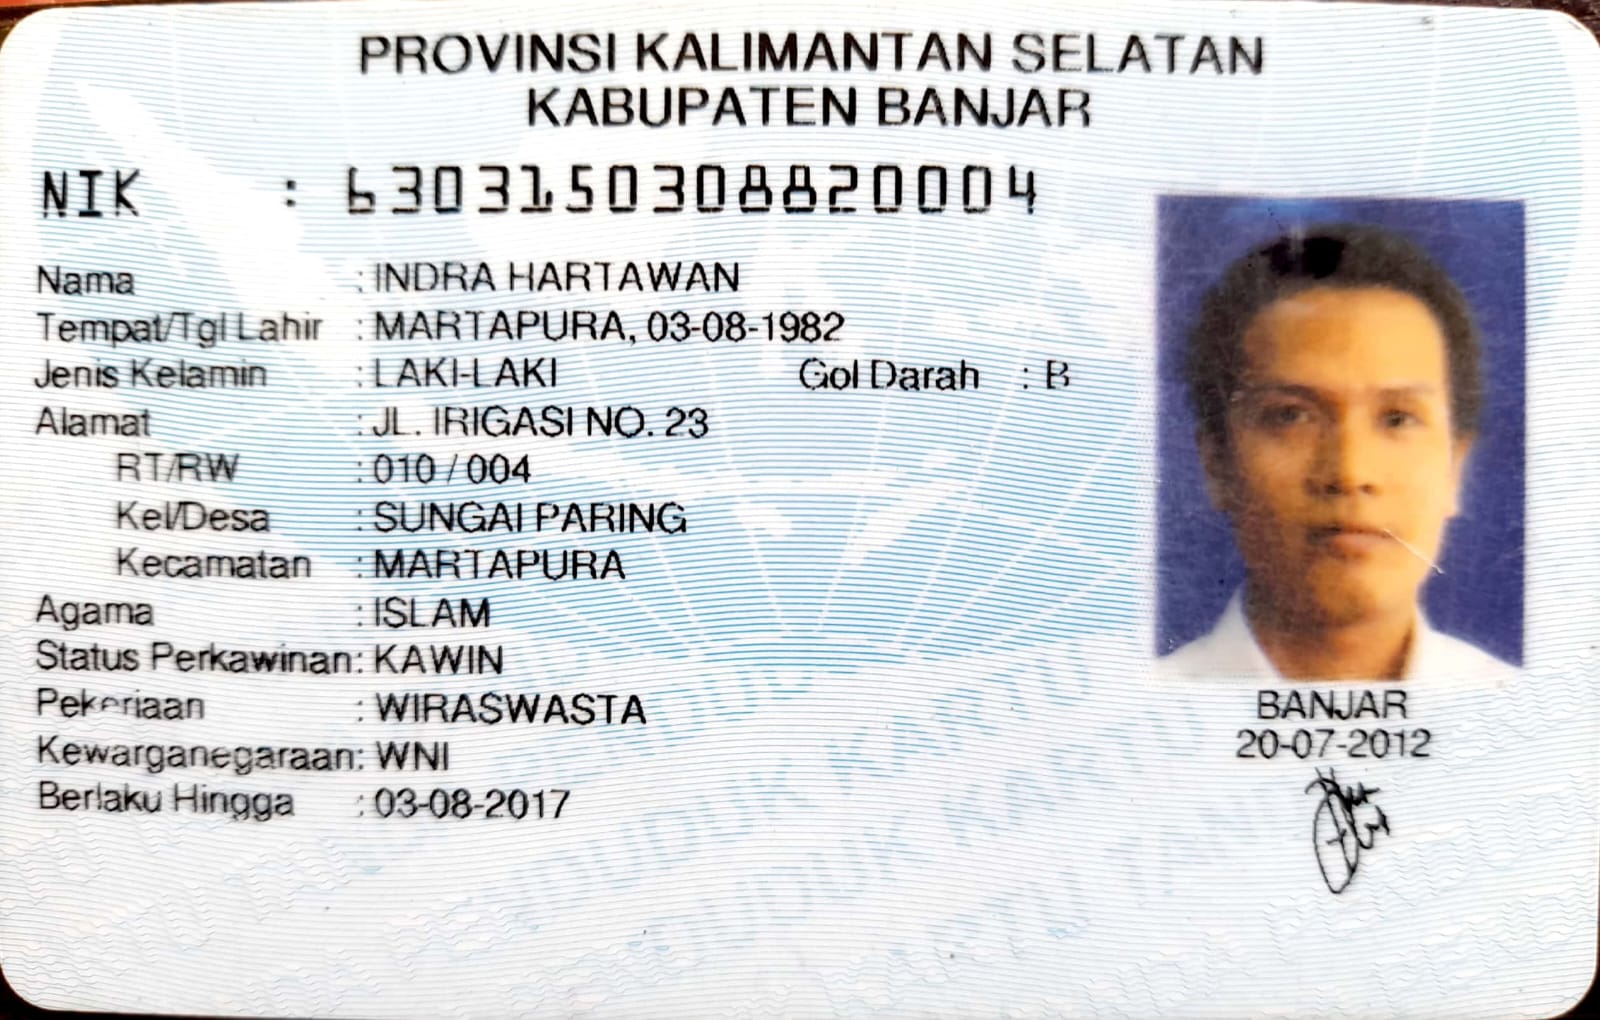 PROVINSI KALIMANTAN SELATAN
KABUPATEN BANJAR
NIK : 6303150308820004
Nama : INDRA HARTAWAN
Tempat/Tgl Lahir : MARTAPURA, 03-08-1982
Jenis Kelamin : LAKI-LAKI Gol Darah : B
Alamat : JL. IRIGASI NO. 23
RT/RW : 010 / 004
Kel/Desa : SUNGAI PARING
Kecamatan : MARTAPURA
Agama : ISLAM
Status Perkawinan: KAWIN
Pekerjaan : WIRASWASTA
Kewarganegaraan: WNI
Berlaku Hingga : 03-08-2017
BANJAR
20-07-2012